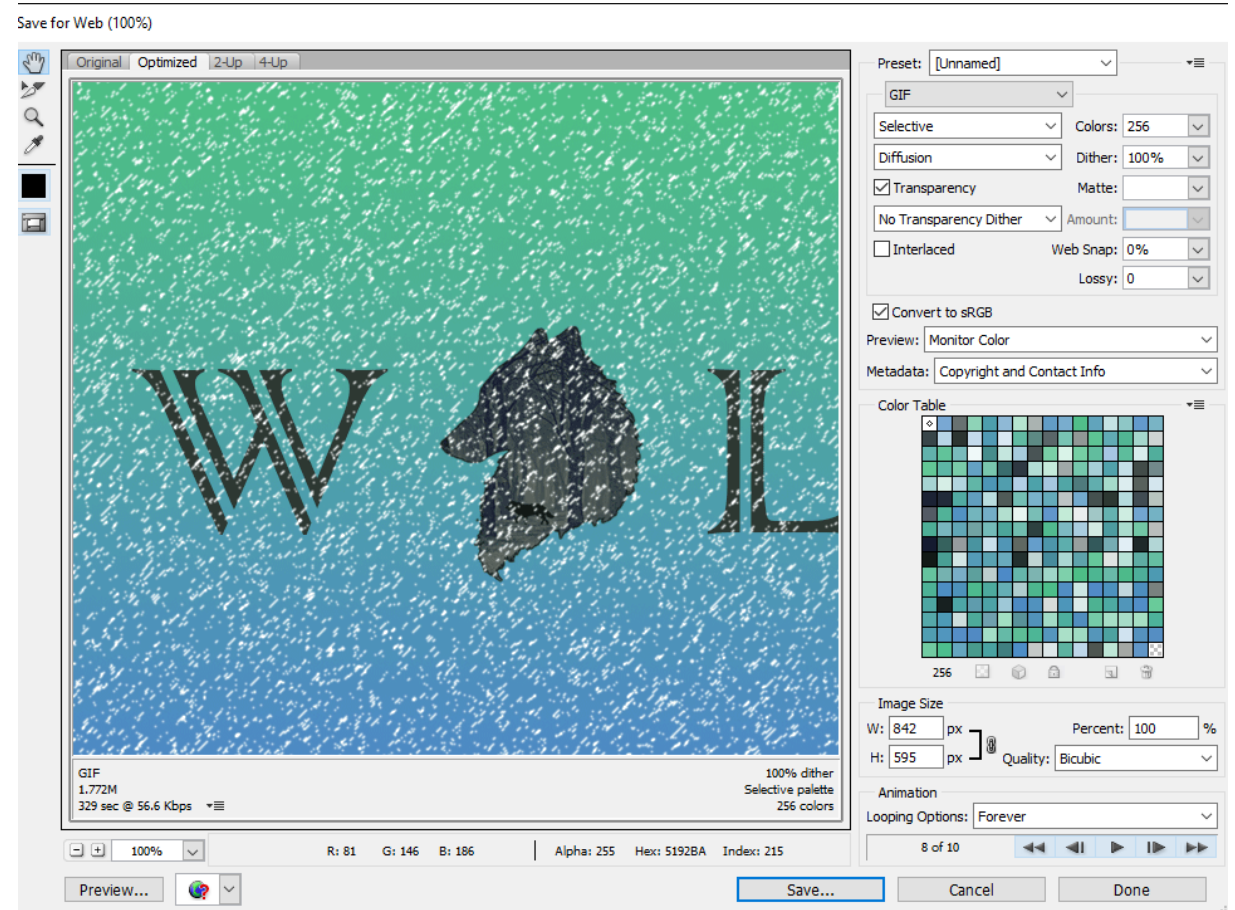 Save for Web (100%)
Original Optimized 2-Up 4-Up
Preset: [Unnamed]
GIF
Selective Colors: 256
Diffusion Dither: 100%
Transparency Matte:
No Transparency Dither Amount:
Interlaced Web Snap: 0%
Lossy: 0
Convert to sRGB
Preview: Monitor Color
Metadata: Copyright and Contact Info
Color Table
256
W L
Image Size
W: 842 px Percent: 100 %
H: 595 px Quality: Bicubic
GIF 100% dither
1.772M Selective palette
329 sec @ 56.6 Kbps 256 colors
Animation
Looping Options: Forever
8 of 10
100% R: 81 G: 146 B: 186 Alpha: 255 Hex: 5192BA Index: 215
Preview... Save... Cancel Done